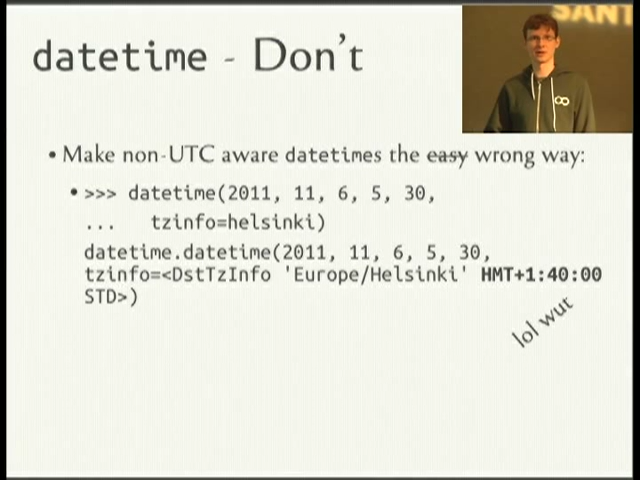 SANT
datetime - Don't
• Make non-UTC aware datetimes the easy wrong way:
• >>> datetime(2011, 11, 6, 5, 30,
... tzinfo=helsinki)
datetime.datetime(2011, 11, 6, 5, 30,
tzinfo=<DstTzInfo 'Europe/Helsinki' HMT+1:40:00
STD>)
lol wut